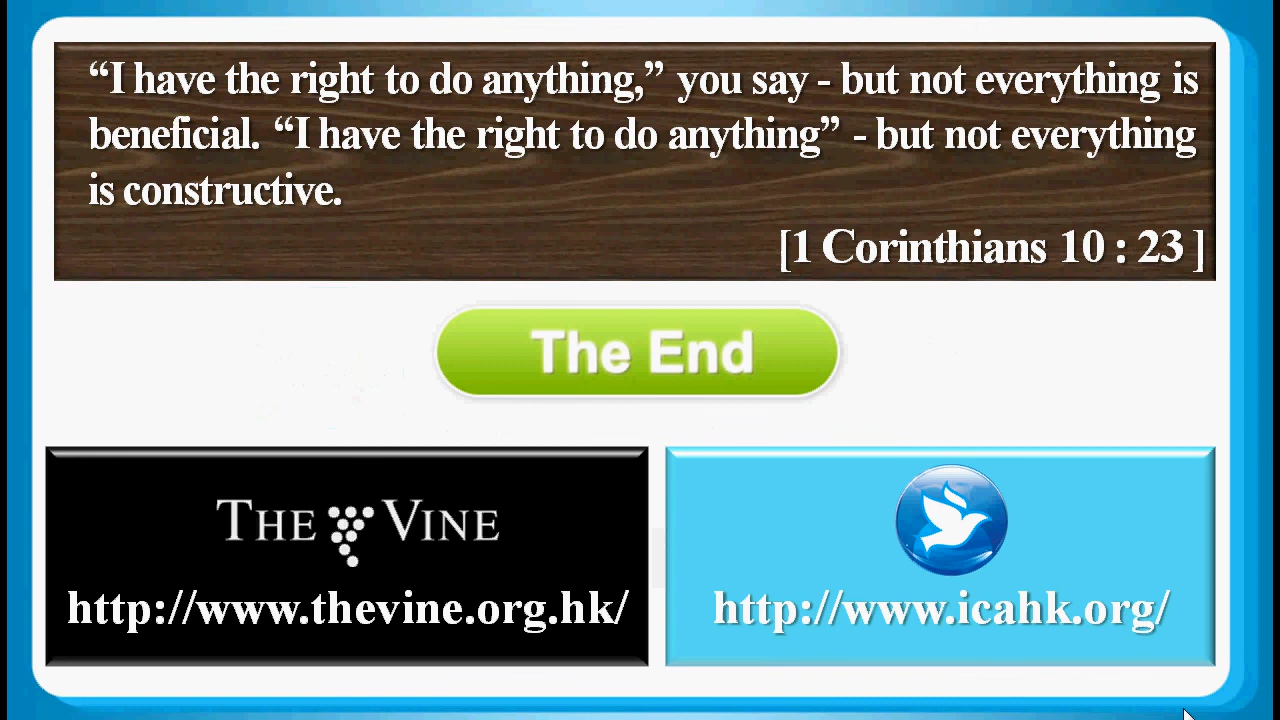 “I have the right to do anything,” you say - but not everything is
beneficial. “I have the right to do anything” - but not everything
is constructive.
[1 Corinthians 10 : 23 ]
The End
THE VINE
http://www.thevine.org.hk/
http://www.icahk.org/